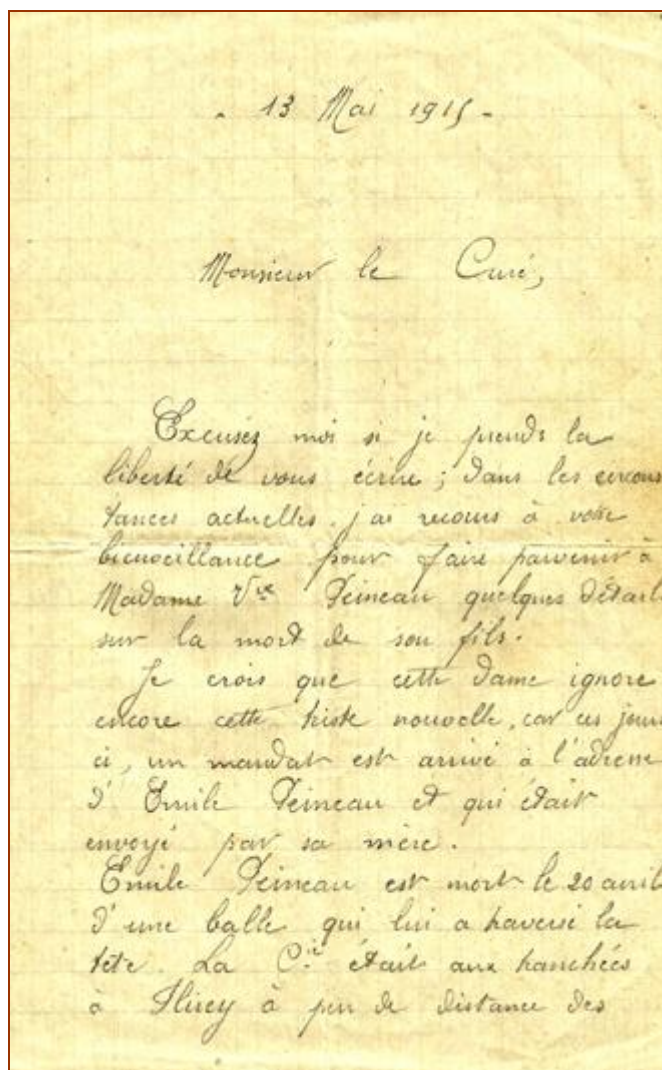 - 13 Mai 1915 -
Monsieur le Curé,
Excusez moi si je prends la
liberté de vous écrire ; dans les circons
tances actuelles. j'ai recours à votre
bienveillance pour faire parvenir à
Madame Vve quelques détails
sur la mort de son fils.
Je crois que cette dame ignore
encore cette triste nouvelle, car ces jours
ci, un mandat est arrivé à l'adresse
d'Emile et qui était
envoyé par sa mère.
Emile est mort le 20 avril
d'une balle qui lui a traversé la
tête. La Cie était aux tranchées
à Flirey à peu de distance des